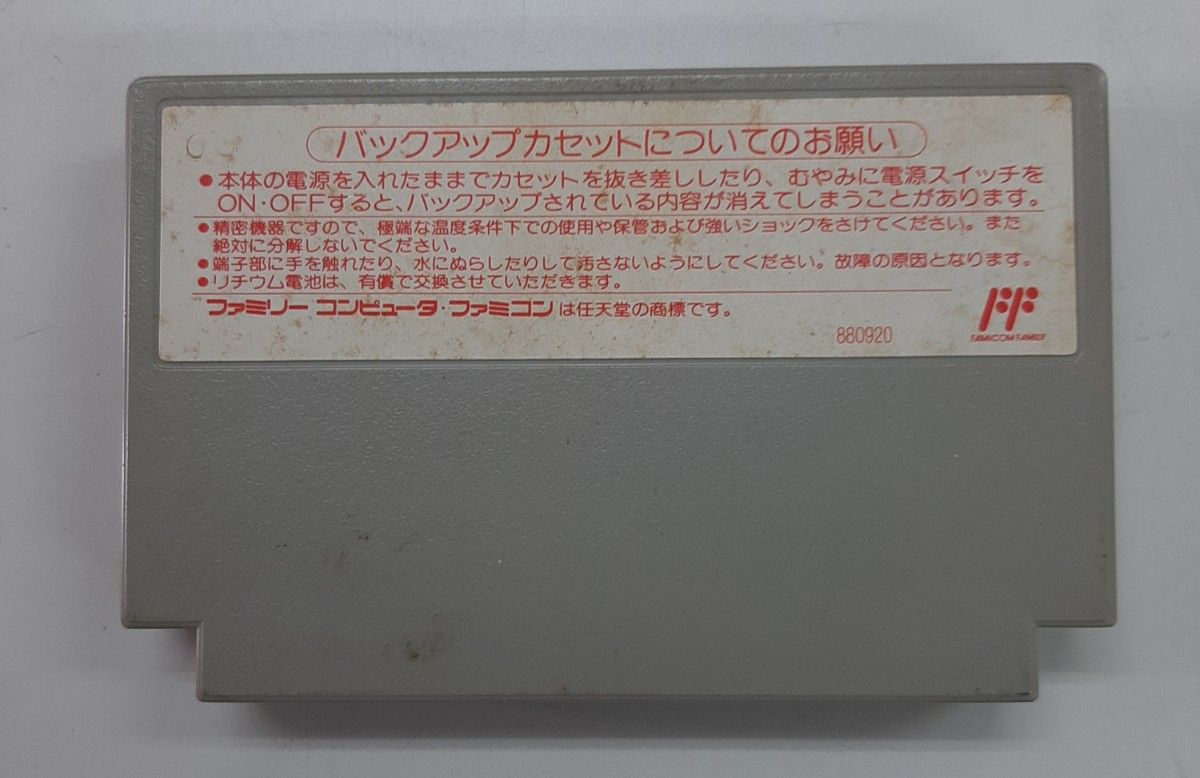 バックアップカセットについてのお願い
●本体の電源を入れたままでカセットを抜き差ししたり、むやみに電源スイッチを
ON・OFFすると、バックアップされている内容が消えてしまうことがあります。
●精密機器ですので、極端な温度条件下での使用や保管および強いショックをさけてください。また
絶対に分解しないでください。
●端子部に手を触れたり、水にぬらしたりして汚さないようにしてください。故障の原因となります。
●リチウム電池は、有償で交換させていただきます。
ファミリーコンピュータ・ファミコンは任天堂の商標です。
880920
FF
FAMICOM FAMILY